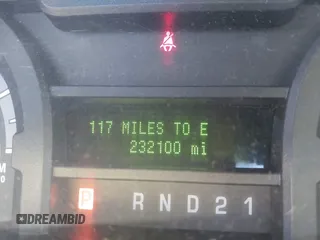 117 MILES TO E
232100 mi
P R N D 2 1
M
DREAMBID